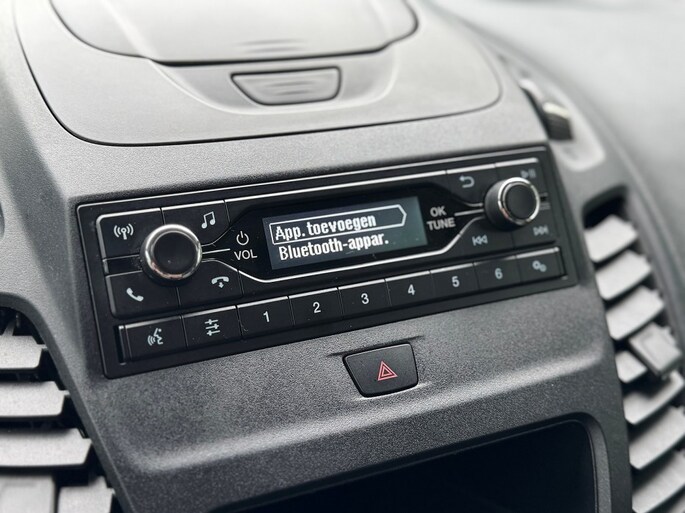 App. toevoegen
Bluetooth-appar.
VOL
OK
TUNE
1 2 3 4 5 6